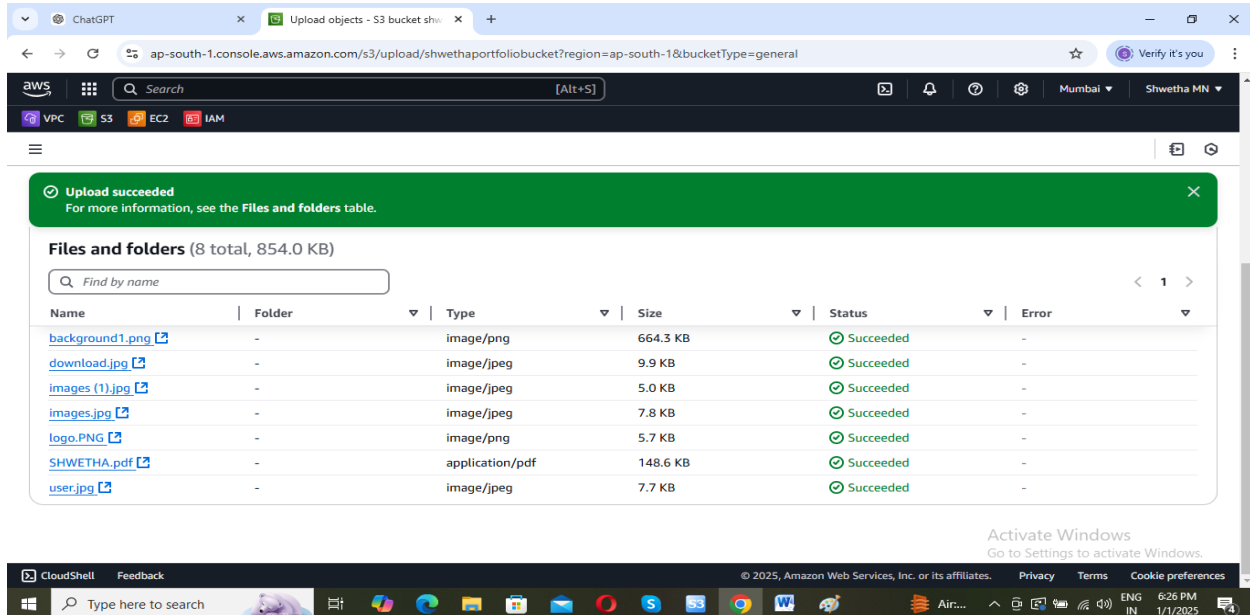 ChatGPT
Upload objects - S3 bucket shw
ap-south-1.console.aws.amazon.com/s3/upload/shwethaportfoliobucket?region=ap-south-1&bucketType=general
Verify it's you
aws
Search [Alt+S]
Mumbai
Shwetha MN
VPC S3 EC2 IAM
Upload succeeded
For more information, see the Files and folders table.
Files and folders (8 total, 854.0 KB)
Find by name
1
Name Folder Type Size Status Error
background1.png - image/png 664.3 KB Succeeded -
download.jpg - image/jpeg 9.9 KB Succeeded -
images (1).jpg - image/jpeg 5.0 KB Succeeded -
images.jpg - image/jpeg 7.8 KB Succeeded -
logo.PNG - image/png 5.7 KB Succeeded -
SHWETHA.pdf - application/pdf 148.6 KB Succeeded -
user.jpg - image/jpeg 7.7 KB Succeeded -
Activate Windows
Go to Settings to activate Windows.
CloudShell Feedback © 2025, Amazon Web Services, Inc. or its affiliates. Privacy Terms Cookie preferences
Type here to search
S3
Air...
ENG
IN
6:26 PM
1/1/2025
4